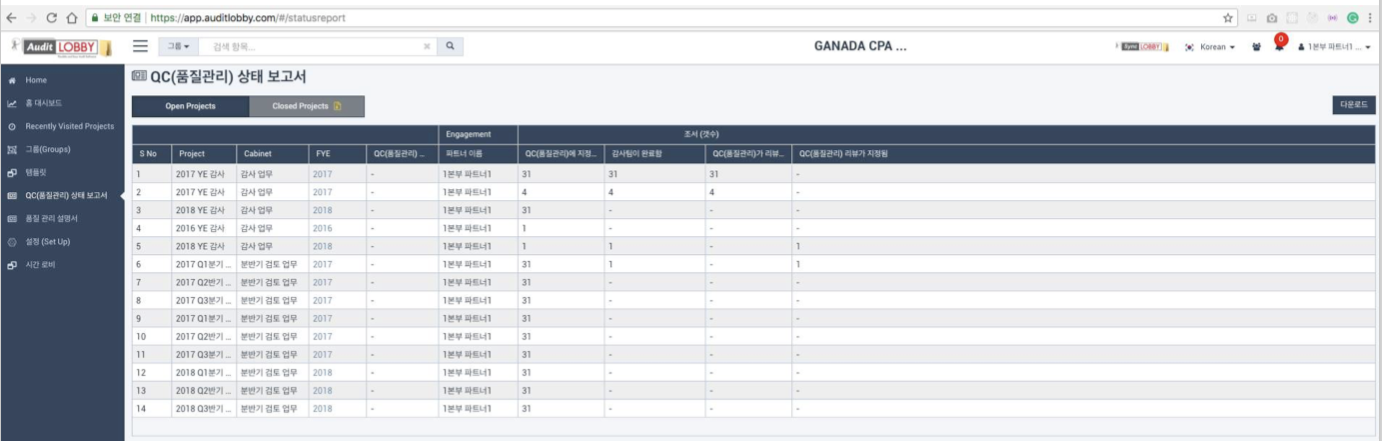 보안 연결 | https://app.auditlobby.com/#/statusreport
Audit LOBBY
그룹
검색 항목...
GANADA CPA ...
Sync LOBBY
Korean
0
1본부 파트너1 ...
Home
홈 대시보드
Recently Visited Projects
그룹(Groups)
템플릿
QC(품질관리) 상태 보고서
품질 관리 설명서
설정 (Set Up)
시간 로비
QC(품질관리) 상태 보고서
Open Projects Closed Projects
다운로드
Engagement 조서 (갯수)
S No Project Cabinet FYE QC(품질관리) ... 파트너 이름 QC(품질관리)에 지정... 감사팀이 완료함 QC(품질관리)가 리뷰... QC(품질관리) 리뷰가 지정됨
1 2017 YE 감사 감사 업무 2017 - 1본부 파트너1 31 31 31 -
2 2017 YE 감사 감사 업무 2017 - 1본부 파트너1 4 4 4 -
3 2018 YE 감사 감사 업무 2018 - 1본부 파트너1 31 - - -
4 2016 YE 감사 감사 업무 2016 - 1본부 파트너1 1 - - -
5 2018 YE 감사 감사 업무 2018 - 1본부 파트너1 1 1 - 1
6 2017 Q1분기 ... 분반기 검토 업무 2017 - 1본부 파트너1 31 1 - 1
7 2017 Q2반기 ... 분반기 검토 업무 2017 - 1본부 파트너1 31 - - -
8 2017 Q3분기 ... 분반기 검토 업무 2017 - 1본부 파트너1 31 - - -
9 2017 Q1분기 ... 분반기 검토 업무 2017 - 1본부 파트너1 31 - - -
10 2017 Q2반기 ... 분반기 검토 업무 2017 - 1본부 파트너1 31 - - -
11 2017 Q3분기 ... 분반기 검토 업무 2017 - 1본부 파트너1 31 - - -
12 2018 Q1분기 ... 분반기 검토 업무 2018 - 1본부 파트너1 31 - - -
13 2018 Q2반기 ... 분반기 검토 업무 2018 - 1본부 파트너1 31 - - -
14 2018 Q3반기 ... 분반기 검토 업무 2018 - 1본부 파트너1 31 - - -